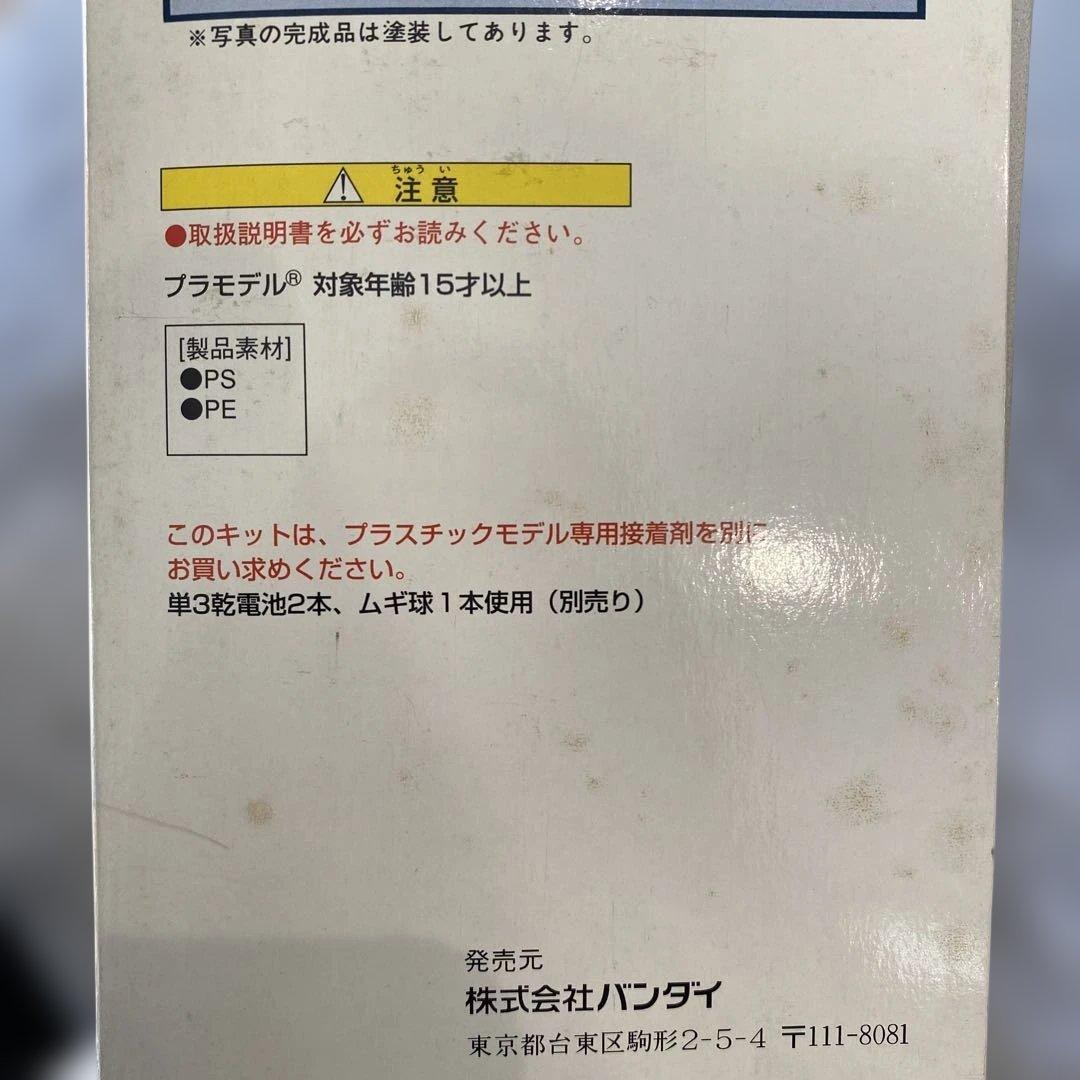 ※写真の完成品は塗装してあります。
ちゅう い
注意
●取扱説明書を必ずお読みください。
プラモデル® 対象年齢15才以上
[製品素材]
●PS
●PE
このキットは、プラスチックモデル専用接着剤を別に
お買い求めください。
単3乾電池2本、ムギ球1本使用（別売り）
発売元
株式会社バンダイ
東京都台東区駒形2-5-4 〒111-8081